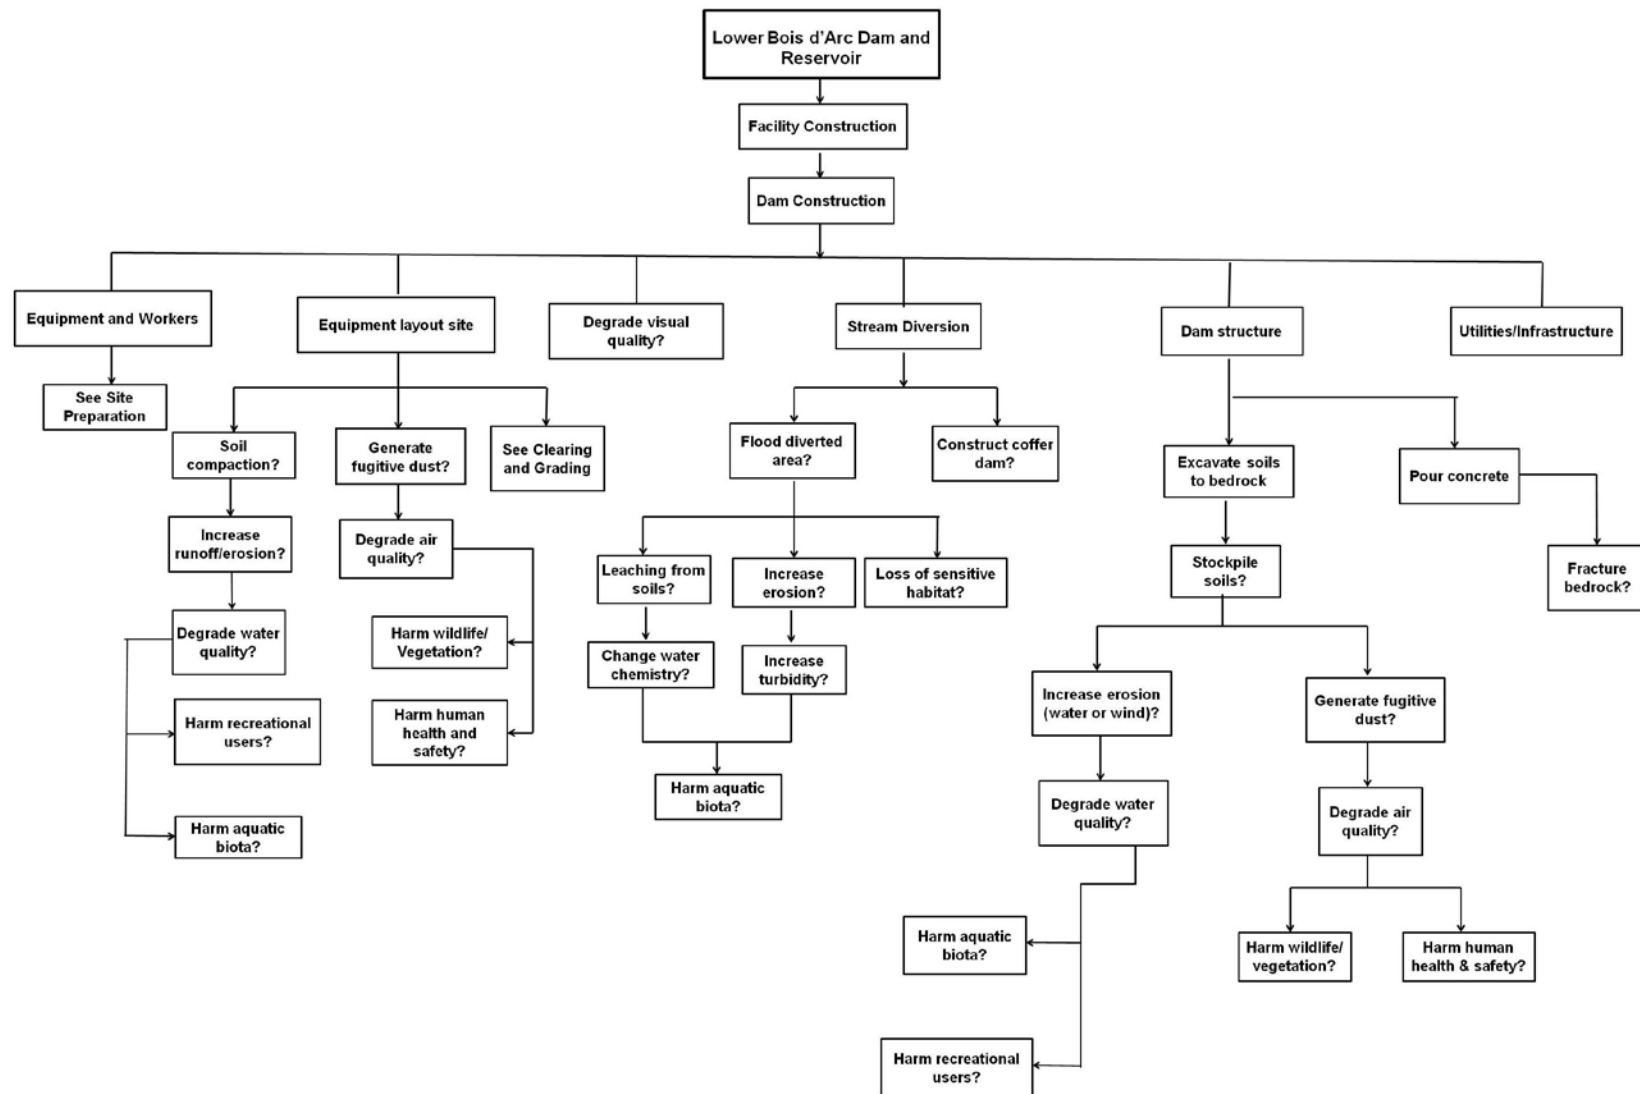 Lower Bois d'Arc Dam and
Reservoir
Facility Construction
Dam Construction
Equipment and Workers
Equipment layout site
Degrade visual
quality?
Stream Diversion
Dam structure
Utilities/Infrastructure
See Site
Preparation
Soil
compaction?
Generate
fugitive dust?
See Clearing
and Grading
Flood diverted
area?
Construct coffer
dam?
Excavate soils
to bedrock
Pour concrete
Increase
runoff/erosion?
Degrade air
quality?
Leaching from
soils?
Increase
erosion?
Loss of sensitive
habitat?
Stockpile
soils?
Fracture
bedrock?
Degrade water
quality?
Harm wildlife/
Vegetation?
Change water
chemistry?
Increase
turbidity?
Increase erosion
(water or wind)?
Generate fugitive
dust?
Harm recreational
users?
Harm human
health and
safety?
Harm aquatic
biota?
Harm aquatic
biota?
Degrade water
quality?
Degrade air
quality?
Harm aquatic
biota?
Harm wildlife/
vegetation?
Harm human
health & safety?
Harm recreational
users?